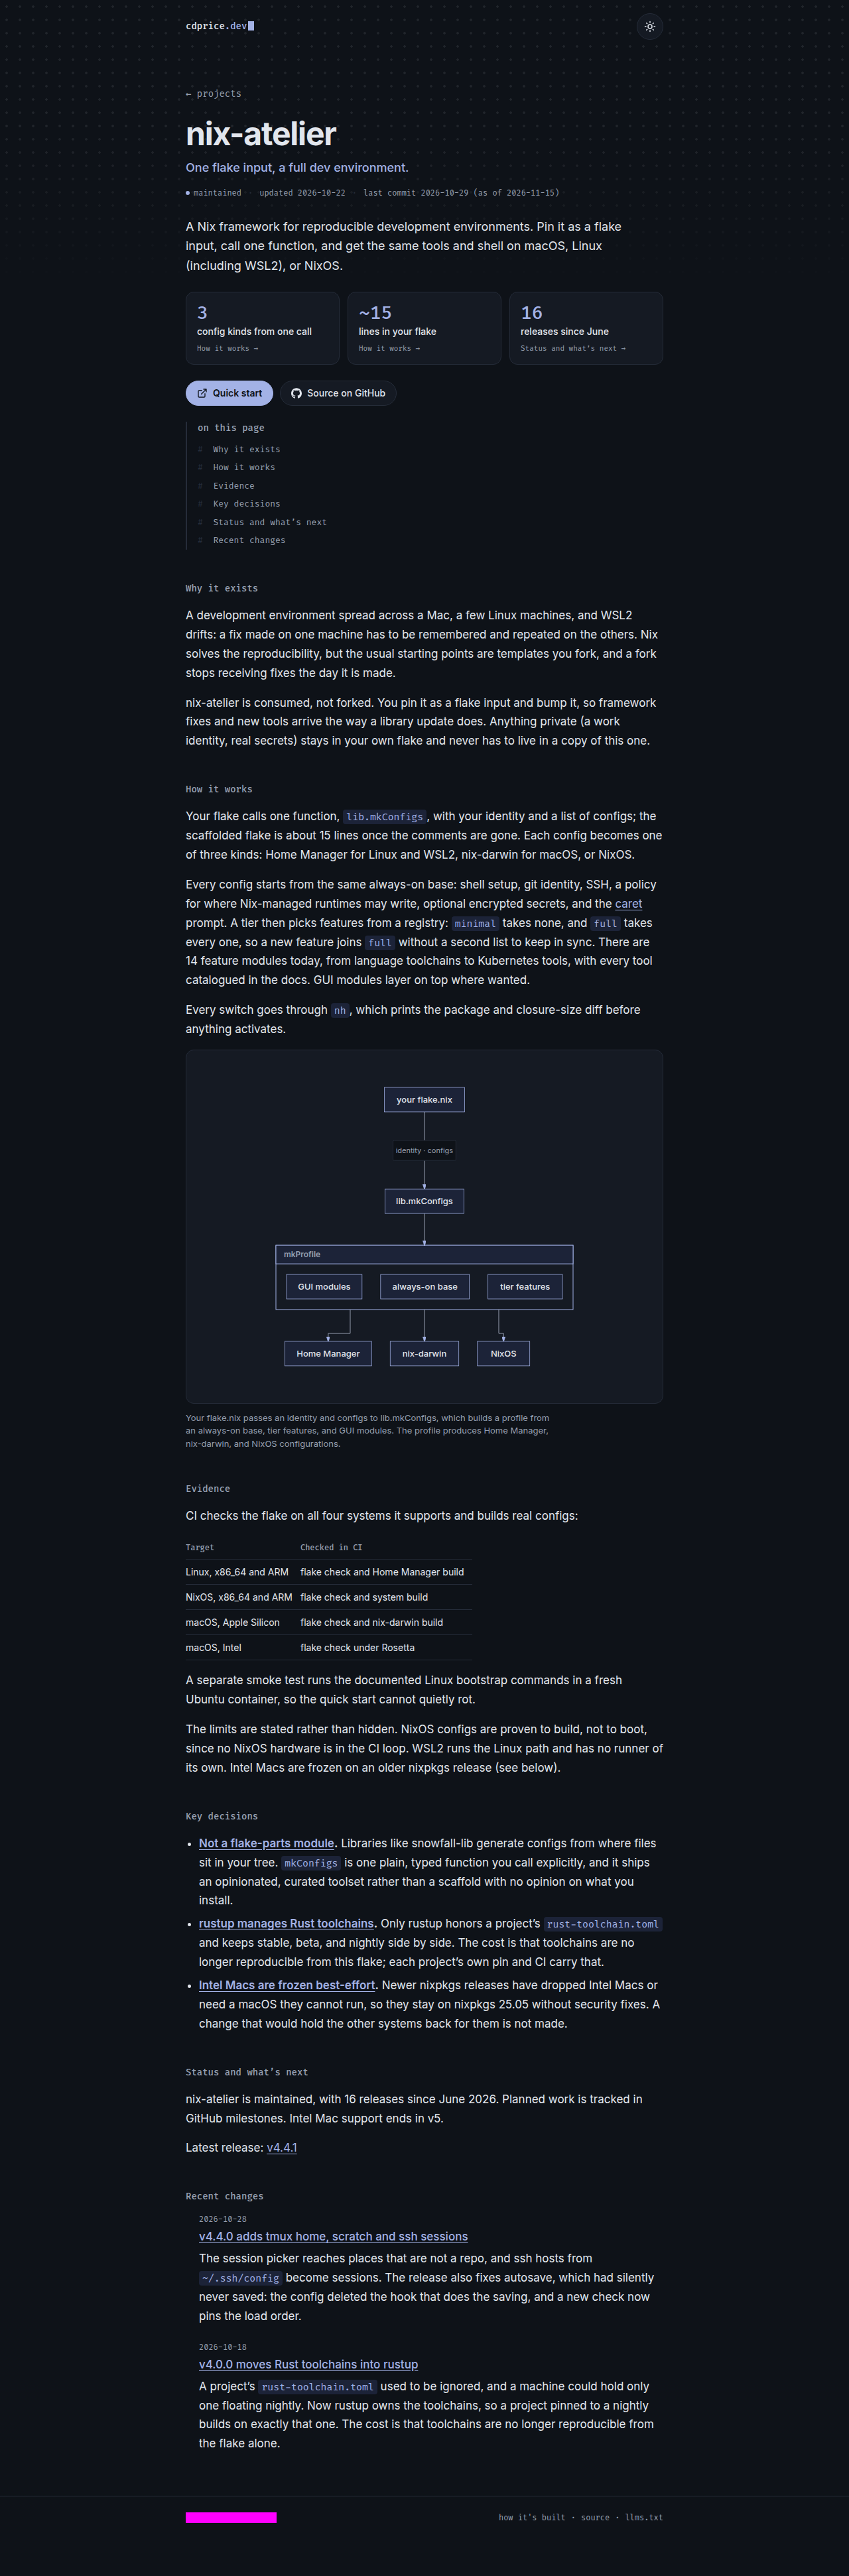 cdprice.dev
← projects
nix-atelier
One flake input, a full dev environment.
maintained · updated 2026-10-22 · last commit 2026-10-29 (as of 2026-11-15)
A Nix framework for reproducible development environments. Pin it as a flake
input, call one function, and get the same tools and shell on macOS, Linux
(including WSL2), or NixOS.
3
config kinds from one call
How it works →
~15
lines in your flake
How it works →
16
releases since June
Status and what's next →
Quick start
Source on GitHub
on this page
# Why it exists
# How it works
# Evidence
# Key decisions
# Status and what's next
# Recent changes
Why it exists
A development environment spread across a Mac, a few Linux machines, and WSL2
drifts: a fix made on one machine has to be remembered and repeated on the others. Nix
solves the reproducibility, but the usual starting points are templates you fork, and a fork
stops receiving fixes the day it is made.
nix-atelier is consumed, not forked. You pin it as a flake input and bump it, so framework
fixes and new tools arrive the way a library update does. Anything private (a work
identity, real secrets) stays in your own flake and never has to live in a copy of this one.
How it works
Your flake calls one function, lib.mkConfigs, with your identity and a list of configs; the
scaffolded flake is about 15 lines once the comments are gone. Each config becomes one
of three kinds: Home Manager for Linux and WSL2, nix-darwin for macOS, or NixOS.
Every config starts from the same always-on base: shell setup, git identity, SSH, a policy
for where Nix-managed runtimes may write, optional encrypted secrets, and the caret
prompt. A tier then picks features from a registry: minimal takes none, and full takes
every one, so a new feature joins full without a second list to keep in sync. There are
14 feature modules today, from language toolchains to Kubernetes tools, with every tool
catalogued in the docs. GUI modules layer on top where wanted.
Every switch goes through nh, which prints the package and closure-size diff before
anything activates.
your flake.nix
identity · configs
lib.mkConfigs
mkProfile
GUI modules
always-on base
tier features
Home Manager
nix-darwin
NixOS
Your flake.nix passes an identity and configs to lib.mkConfigs, which builds a profile from
an always-on base, tier features, and GUI modules. The profile produces Home Manager,
nix-darwin, and NixOS configurations.
Evidence
CI checks the flake on all four systems it supports and builds real configs:
Target Checked in CI
Linux, x86_64 and ARM flake check and Home Manager build
NixOS, x86_64 and ARM flake check and system build
macOS, Apple Silicon flake check and nix-darwin build
macOS, Intel flake check under Rosetta
A separate smoke test runs the documented Linux bootstrap commands in a fresh
Ubuntu container, so the quick start cannot quietly rot.
The limits are stated rather than hidden. NixOS configs are proven to build, not to boot,
since no NixOS hardware is in the CI loop. WSL2 runs the Linux path and has no runner of
its own. Intel Macs are frozen on an older nixpkgs release (see below).
Key decisions
• Not a flake-parts module. Libraries like snowfall-lib generate configs from where files
sit in your tree. mkConfigs is one plain, typed function you call explicitly, and it ships
an opinionated, curated toolset rather than a scaffold with no opinion on what you
install.
• rustup manages Rust toolchains. Only rustup honors a project's rust-toolchain.toml
and keeps stable, beta, and nightly side by side. The cost is that toolchains are no
longer reproducible from this flake; each project's own pin and CI carry that.
• Intel Macs are frozen best-effort. Newer nixpkgs releases have dropped Intel Macs or
need a macOS they cannot run, so they stay on nixpkgs 25.05 without security fixes. A
change that would hold the other systems back for them is not made.
Status and what's next
nix-atelier is maintained, with 16 releases since June 2026. Planned work is tracked in
GitHub milestones. Intel Mac support ends in v5.
Latest release: v4.4.1
Recent changes
2026-10-28
v4.4.0 adds tmux home, scratch and ssh sessions
The session picker reaches places that are not a repo, and ssh hosts from
~/.ssh/config become sessions. The release also fixes autosave, which had silently
never saved: the config deleted the hook that does the saving, and a new check now
pins the load order.
2026-10-18
v4.0.0 moves Rust toolchains into rustup
A project's rust-toolchain.toml used to be ignored, and a machine could hold only
one floating nightly. Now rustup owns the toolchains, so a project pinned to a nightly
builds on exactly that one. The cost is that toolchains are no longer reproducible from
the flake alone.
how it's built · source · llms.txt